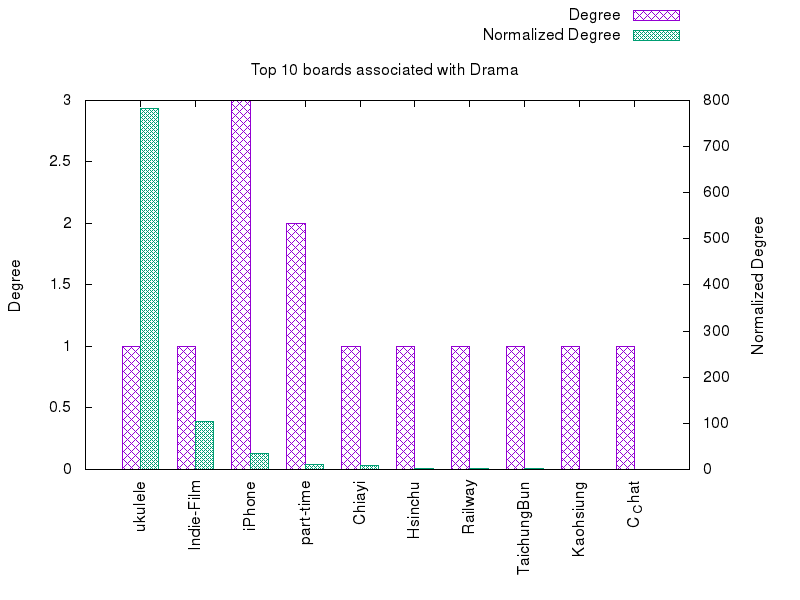 Degree
Normalized Degree
Top 10 boards associated with Drama
3
2.5
2
1.5
1
0.5
0
800
700
600
500
400
300
200
100
0
Degree
Normalized Degree
ukulele
Indie-Film
iPhone
part-time
Chiayi
Hsinchu
Railway
TaichungBun
Kaohsiung
CChat